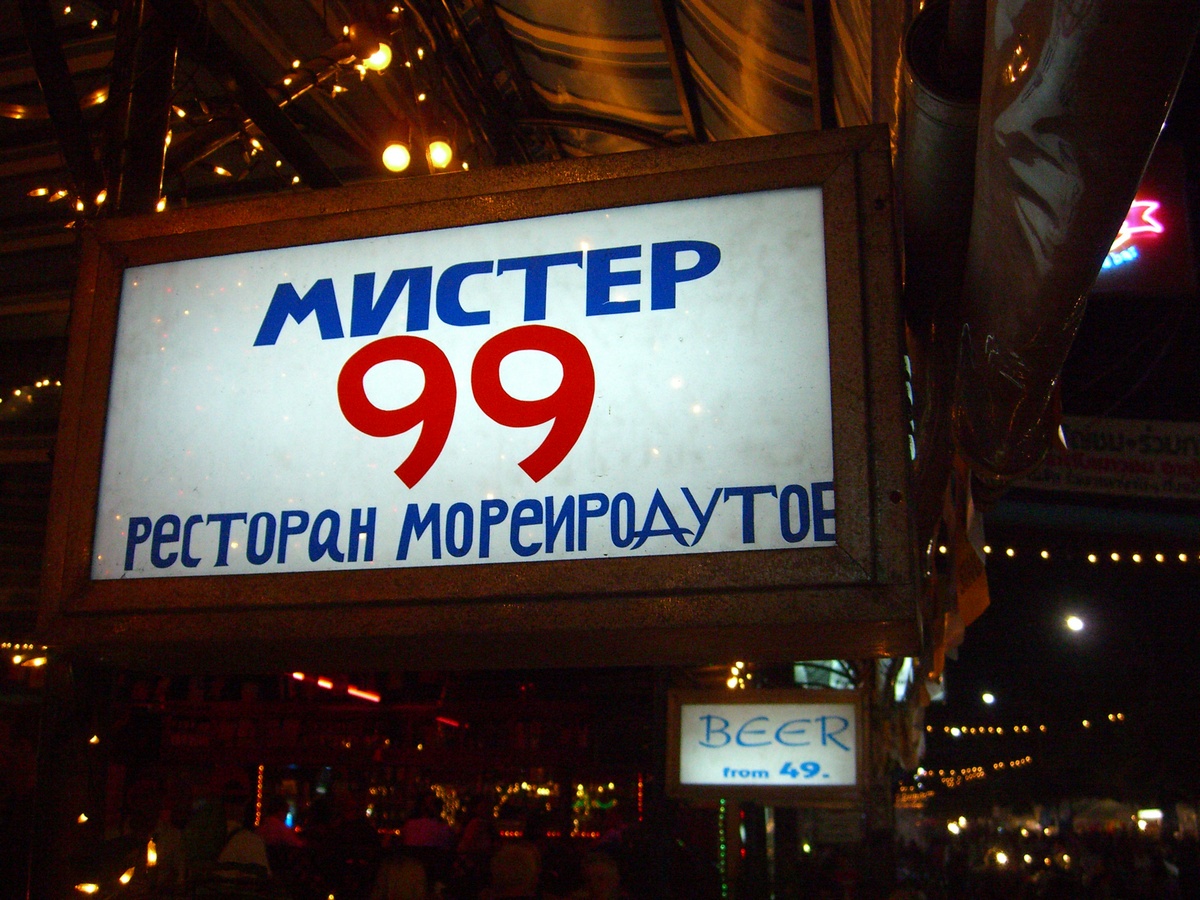 МИСТЕР
99
РЕСТОРАН МОРЕИРОДУТОВ
BEER
from 49.-